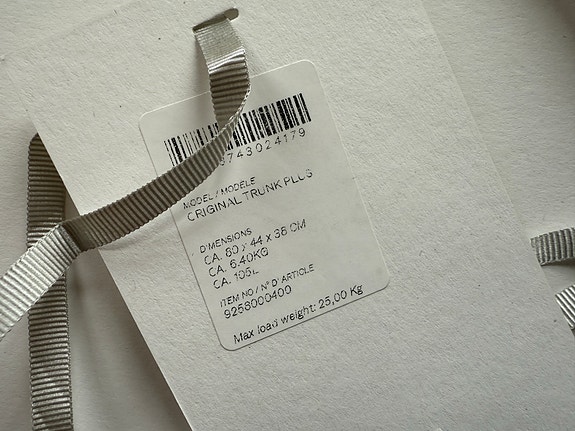 3743024179
MODEL / MODÈLE
ORIGINAL TRUNK PLUS
DIMENSIONS
CA. 80 x 44 x 38 CM
CA. 6.40KG
CA. 105L
ITEM NO / N° D'ARTICLE
9258000400
Max load weight: 25,00 Kg